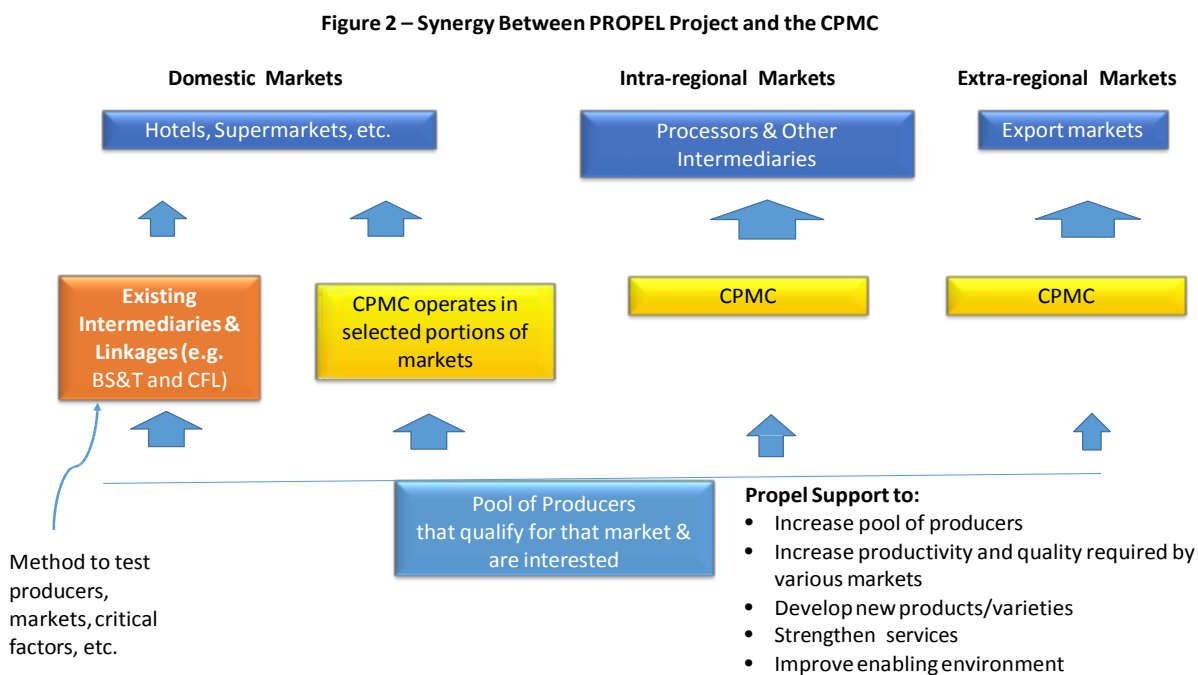 Figure 2 – Synergy Between PROPEL Project and the CPMC
Domestic Markets
Intra-regional Markets
Extra-regional Markets
Hotels, Supermarkets, etc.
Processors & Other
Intermediaries
Export markets
Existing
Intermediaries &
Linkages (e.g.
BS&T and CFL)
CPMC operates in
selected portions of
markets
CPMC
CPMC
Pool of Producers
that qualify for that market &
are interested
Method to test
producers,
markets, critical
factors, etc.
Propel Support to:
• Increase pool of producers
• Increase productivity and quality required by
various markets
• Develop new products/varieties
• Strengthen services
• Improve enabling environment